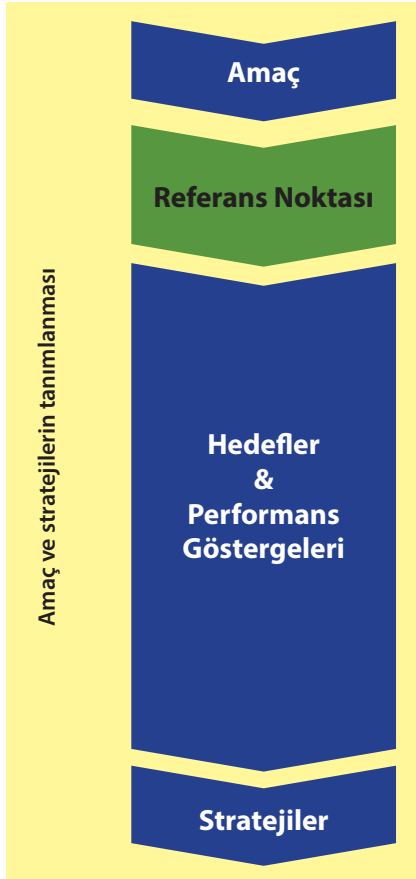 Amaç
Referans Noktası
Amaç ve stratejilerin tanımlanması
Hedefler
&
Performans
Göstergeleri
Stratejiler